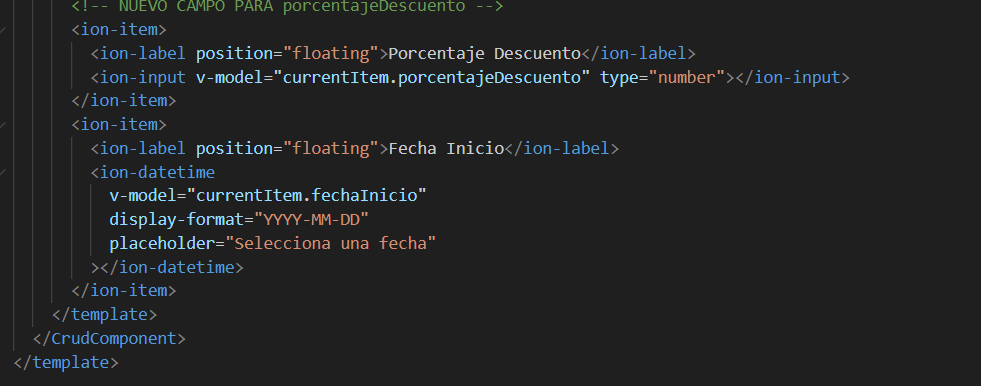 <!-- NUEVO CAMPO PARA porcentajeDescuento -->
<ion-item>
<ion-label position="floating">Porcentaje Descuento</ion-label>
<ion-input v-model="currentItem.porcentajeDescuento" type="number"></ion-input>
</ion-item>
<ion-item>
<ion-label position="floating">Fecha Inicio</ion-label>
<ion-datetime
v-model="currentItem.fechaInicio"
display-format="YYYY-MM-DD"
placeholder="Selecciona una fecha"
></ion-datetime>
</ion-item>
</template>
</CrudComponent>
</template>